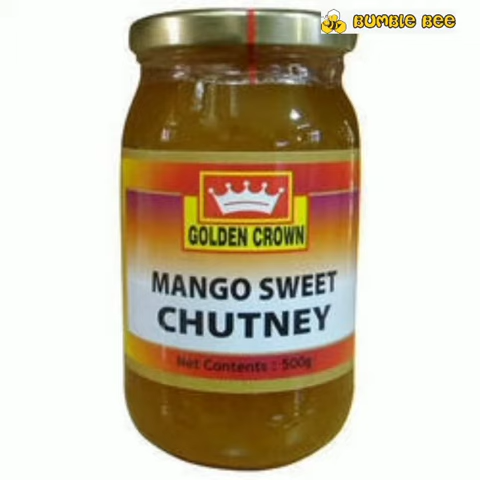 BUMBLE BEE
GOLDEN CROWN
MANGO SWEET
CHUTNEY
Net Contents : 500g